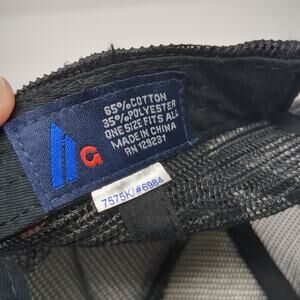 65% COTTON
35% POLYESTER
ONE SIZE FITS ALL
MADE IN CHINA
RN 129231
7575K/#6984